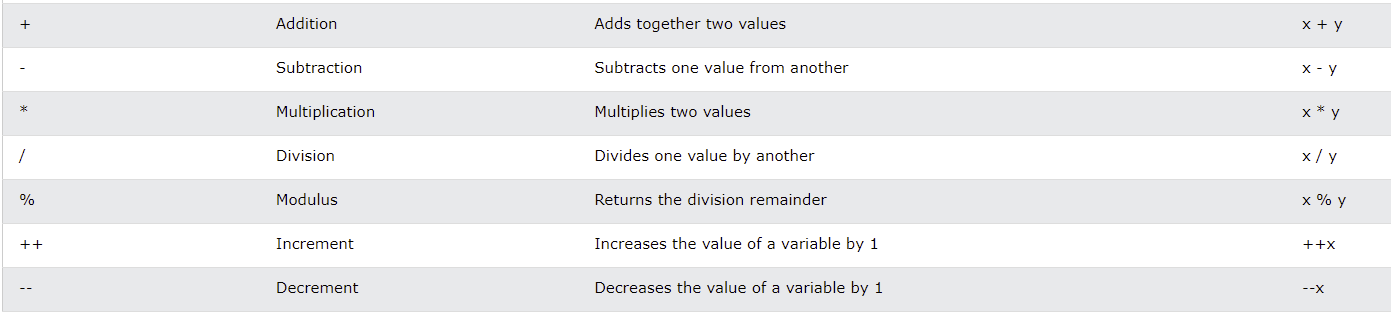 + Addition Adds together two values x + y
- Subtraction Subtracts one value from another x - y
* Multiplication Multiplies two values x * y
/ Division Divides one value by another x / y
% Modulus Returns the division remainder x % y
++ Increment Increases the value of a variable by 1 ++x
-- Decrement Decreases the value of a variable by 1 --x